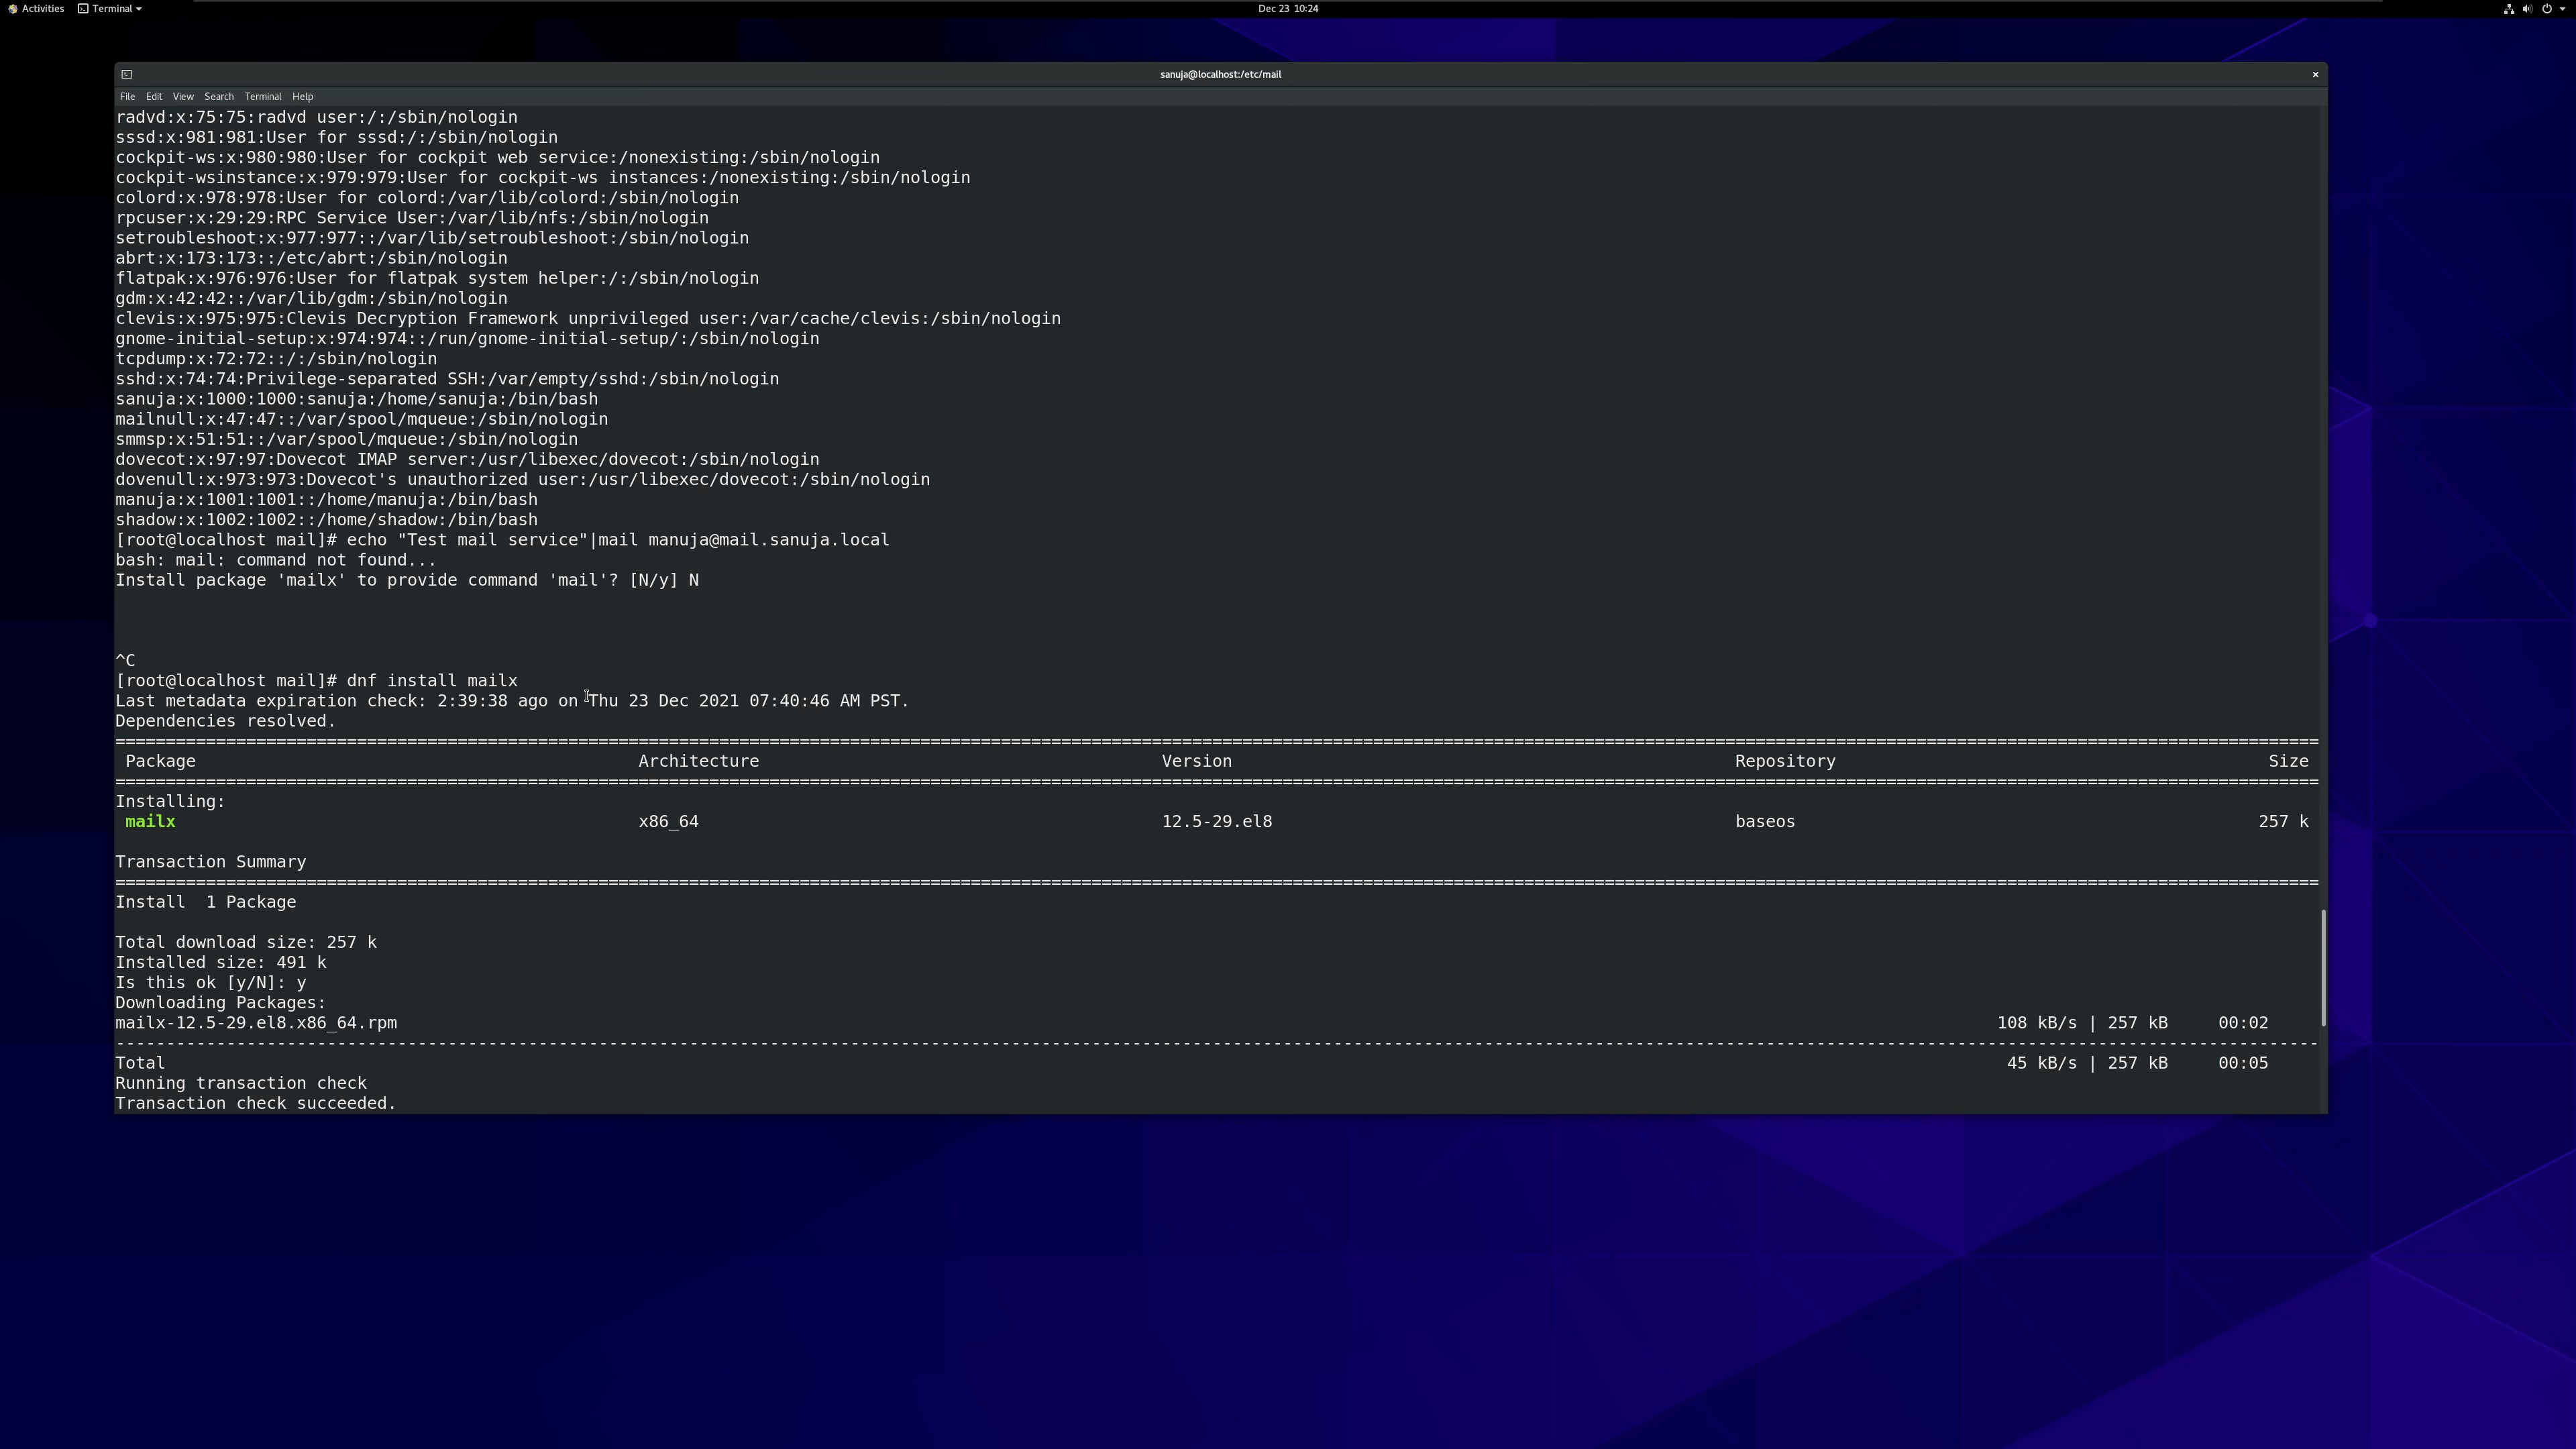 Activities Terminal Dec 23 10:24
sanuja@localhost:/etc/mail
File Edit View Search Terminal Help
radvd:x:75:75:radvd user:/:/sbin/nologin
sssd:x:981:981:User for sssd:/:/sbin/nologin
cockpit-ws:x:980:980:User for cockpit web service:/nonexisting:/sbin/nologin
cockpit-wsinstance:x:979:979:User for cockpit-ws instances:/nonexisting:/sbin/nologin
colord:x:978:978:User for colord:/var/lib/colord:/sbin/nologin
rpcuser:x:29:29:RPC Service User:/var/lib/nfs:/sbin/nologin
setroubleshoot:x:977:977::/var/lib/setroubleshoot:/sbin/nologin
abrt:x:173:173::/etc/abrt:/sbin/nologin
flatpak:x:976:976:User for flatpak system helper:/:/sbin/nologin
gdm:x:42:42::/var/lib/gdm:/sbin/nologin
clevis:x:975:975:Clevis Decryption Framework unprivileged user:/var/cache/clevis:/sbin/nologin
gnome-initial-setup:x:974:974::/run/gnome-initial-setup/:/sbin/nologin
tcpdump:x:72:72::/:/sbin/nologin
sshd:x:74:74:Privilege-separated SSH:/var/empty/sshd:/sbin/nologin
sanuja:x:1000:1000:sanuja:/home/sanuja:/bin/bash
mailnull:x:47:47::/var/spool/mqueue:/sbin/nologin
smmsp:x:51:51::/var/spool/mqueue:/sbin/nologin
dovecot:x:97:97:Dovecot IMAP server:/usr/libexec/dovecot:/sbin/nologin
dovenull:x:973:973:Dovecot's unauthorized user:/usr/libexec/dovecot:/sbin/nologin
manuja:x:1001:1001::/home/manuja:/bin/bash
shadow:x:1002:1002::/home/shadow:/bin/bash
[root@localhost mail]# echo "Test mail service"|mail manuja@mail.sanuja.local
bash: mail: command not found...
Install package 'mailx' to provide command 'mail'? [N/y] N
^C
[root@localhost mail]# dnf install mailx
Last metadata expiration check: 2:39:38 ago on Thu 23 Dec 2021 07:40:46 AM PST.
Dependencies resolved.
Package Architecture Version Repository Size
Installing:
mailx x86_64 12.5-29.el8 baseos 257 k
Transaction Summary
Install 1 Package
Total download size: 257 k
Installed size: 491 k
Is this ok [y/N]: y
Downloading Packages:
mailx-12.5-29.el8.x86_64.rpm 108 kB/s | 257 kB 00:02
Total 45 kB/s | 257 kB 00:05
Running transaction check
Transaction check succeeded.